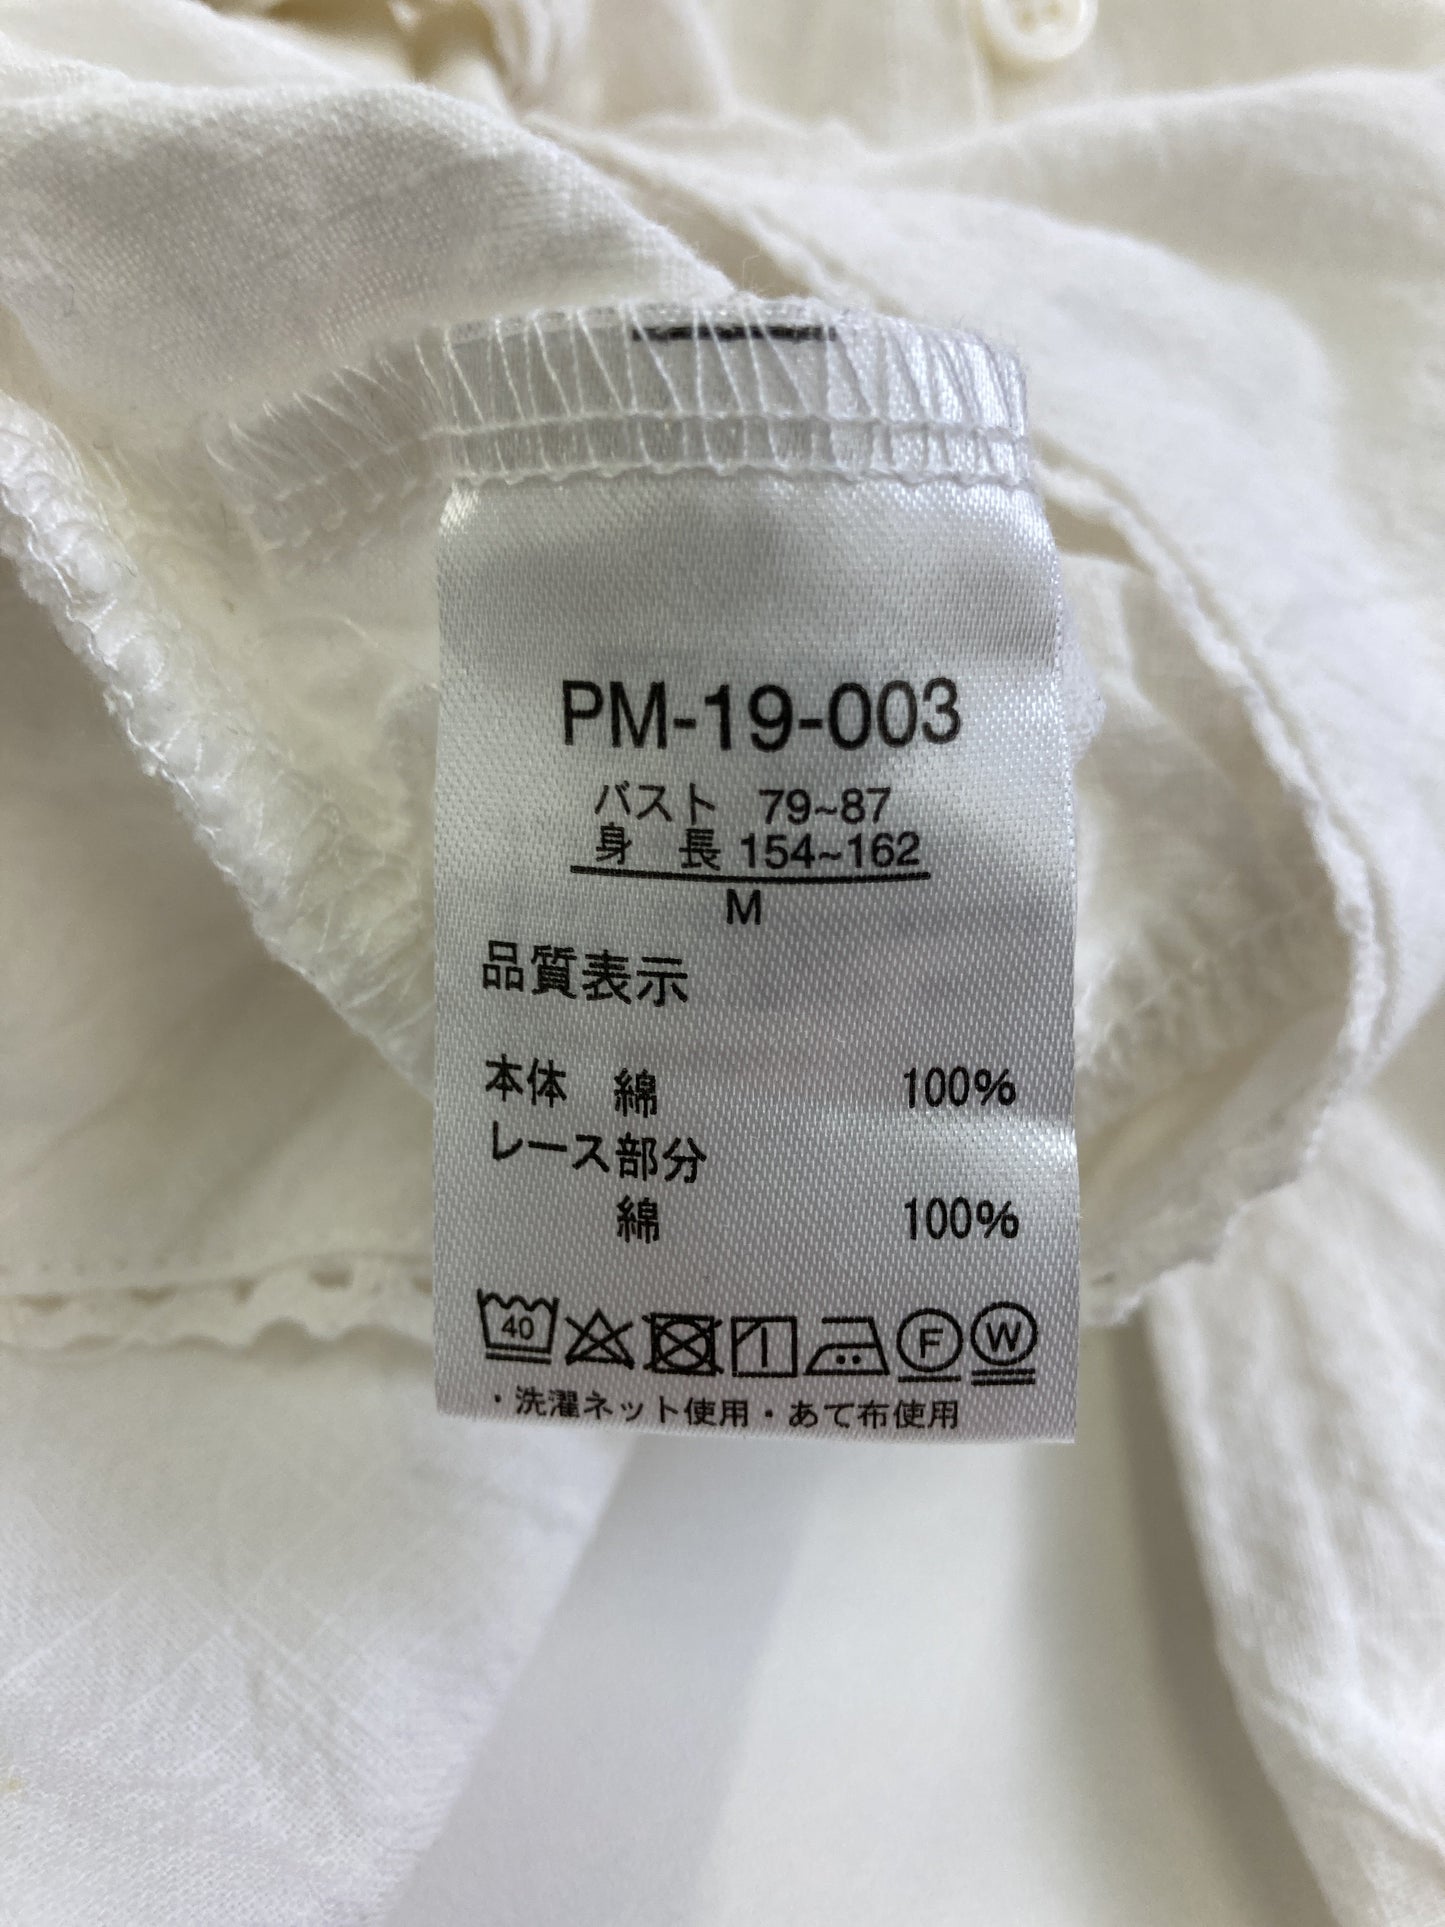 PM-19-003
バスト 79~87
身 長 154~162
M
品質表示
本体 綿 100%
レース部分
綿 100%
40 F W
・洗濯ネット使用・あて布使用